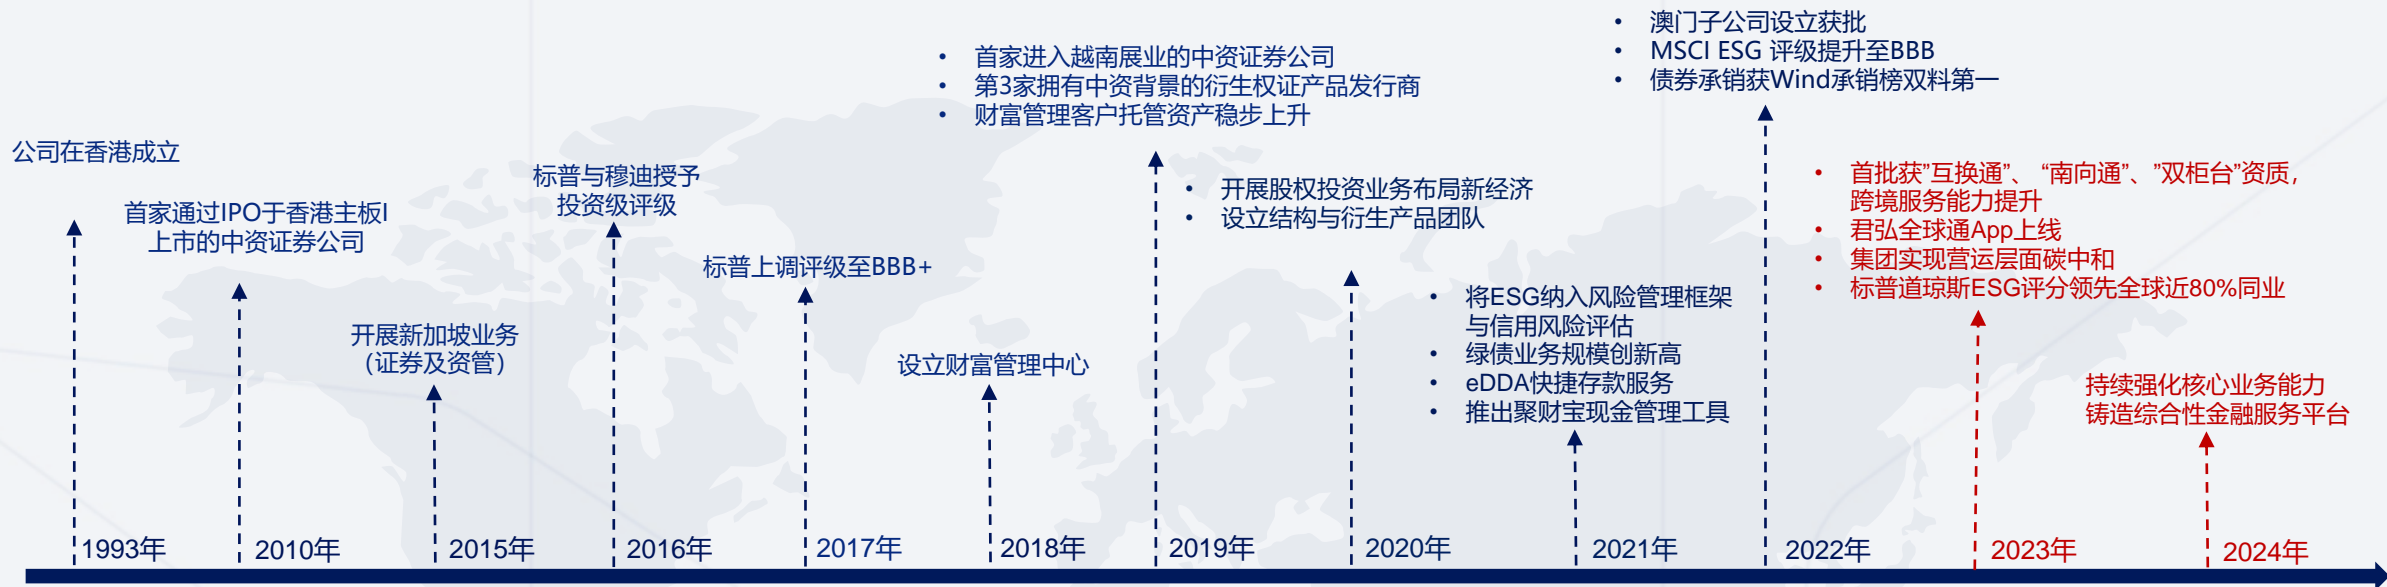 公司在香港成立
1993年
首家通过IPO于香港主板I
上市的中资证券公司
2010年
开展新加坡业务
（证券及资管）
2015年
标普与穆迪授予
投资级评级
2016年
标普上调评级至BBB+
2017年
设立财富管理中心
2018年
• 首家进入越南展业的中资证券公司
• 第3家拥有中资背景的衍生权证产品发行商
• 财富管理客户托管资产稳步上升
2019年
• 开展股权投资业务布局新经济
• 设立结构与衍生产品团队
2020年
• 将ESG纳入风险管理框架
与信用风险评估
• 绿债业务规模创新高
• eDDA快捷存款服务
• 推出聚财宝现金管理工具
2021年
• 澳门子公司设立获批
• MSCI ESG 评级提升至BBB
• 债券承销获Wind承销榜双料第一
2022年
• 首批获”互换通”、 “南向通”、”双柜台”资质，
跨境服务能力提升
• 君弘全球通App上线
• 集团实现营运层面碳中和
• 标普道琼斯ESG评分领先全球近80%同业
2023年
持续强化核心业务能力
铸造综合性金融服务平台
2024年